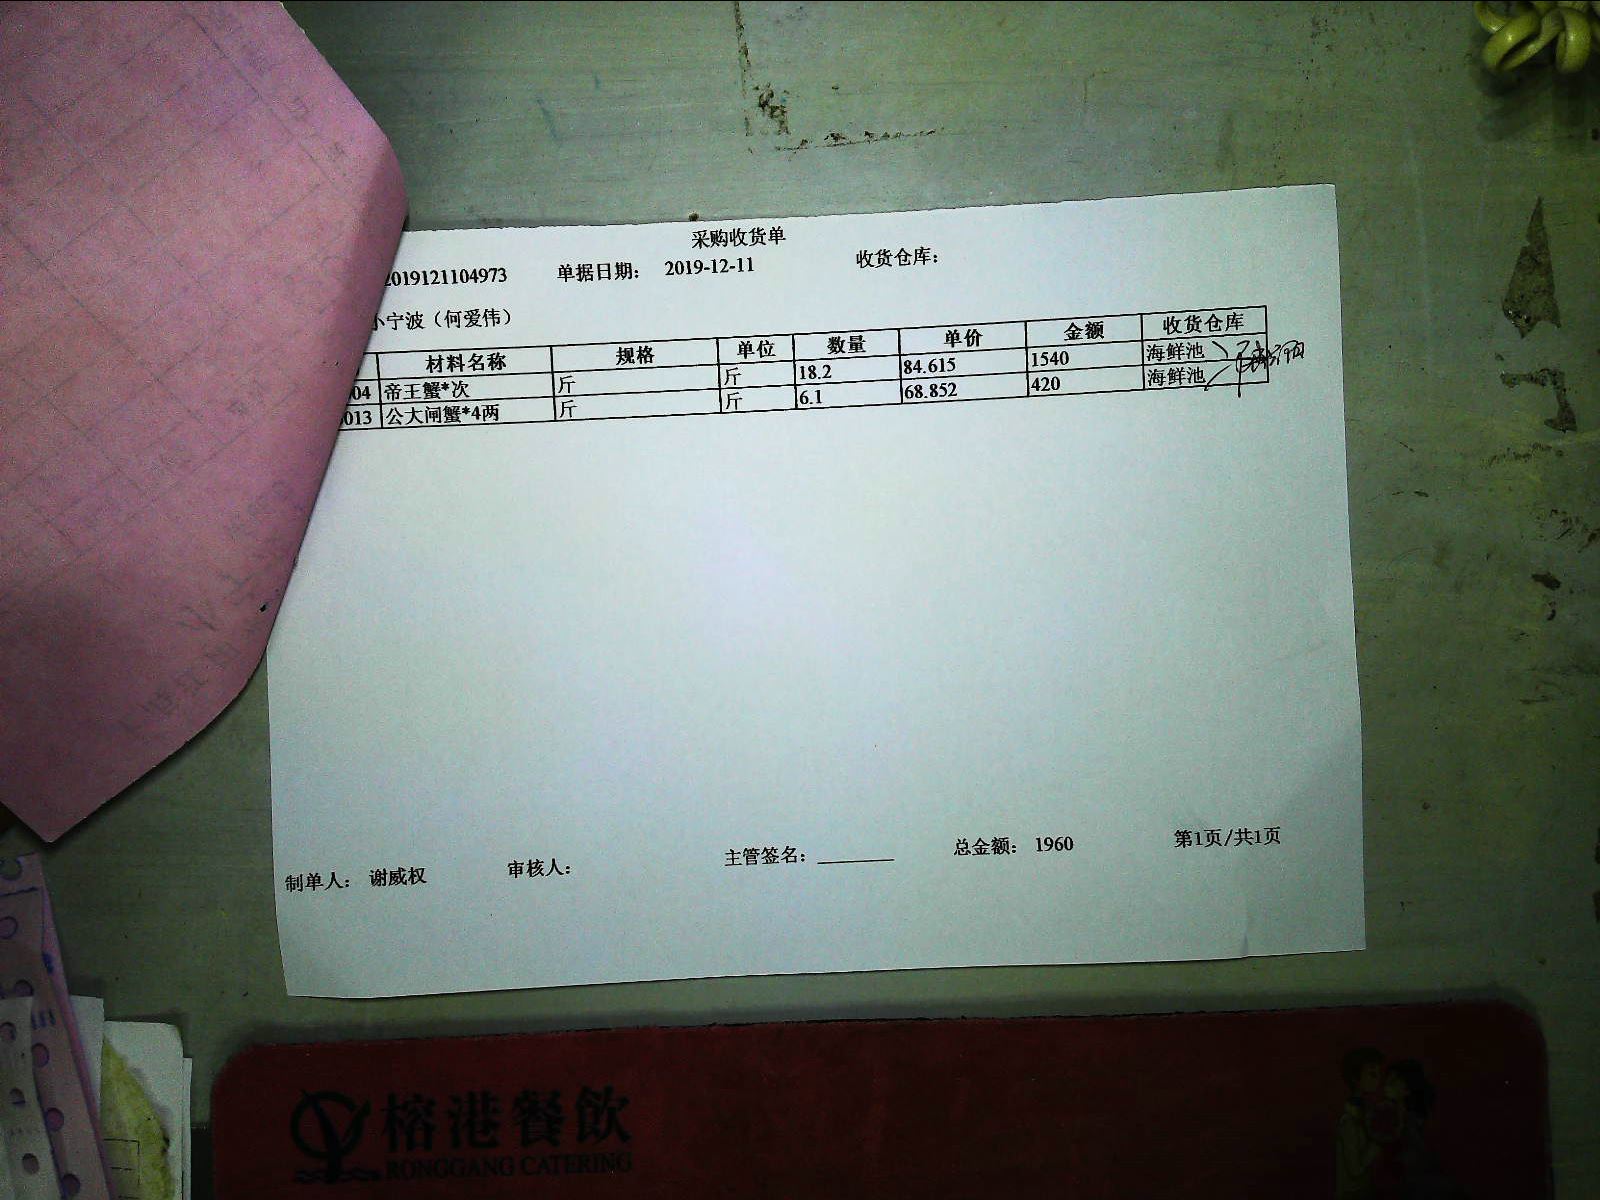 采购收货单
2019121104973 单据日期： 2019-12-11 收货仓库：
小宁波（何爱伟）
材料名称 规格 单位 数量 单价 金额 收货仓库
04 帝王蟹*次 斤 斤 18.2 84.615 1540 海鲜池
013 公大闸蟹*4两 斤 斤 6.1 68.852 420 海鲜池
制单人： 谢威权 审核人： 主管签名： 总金额： 1960 第1页/共1页
榕港餐飲
RONGGANG CATERING